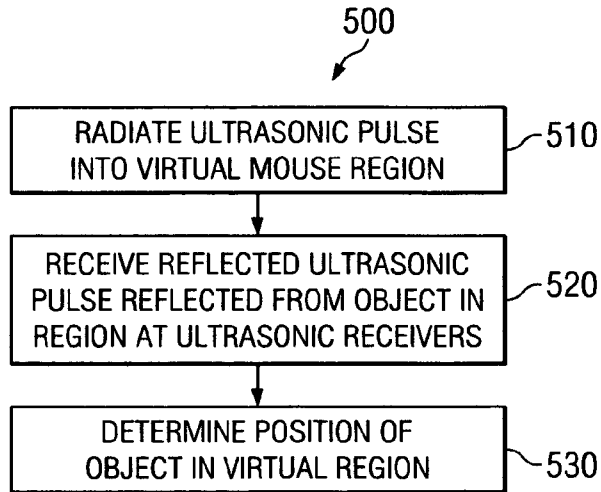 500
RADIATE ULTRASONIC PULSE
INTO VIRTUAL MOUSE REGION
510
RECEIVE REFLECTED ULTRASONIC
PULSE REFLECTED FROM OBJECT IN
REGION AT ULTRASONIC RECEIVERS
520
DETERMINE POSITION OF
OBJECT IN VIRTUAL REGION
530